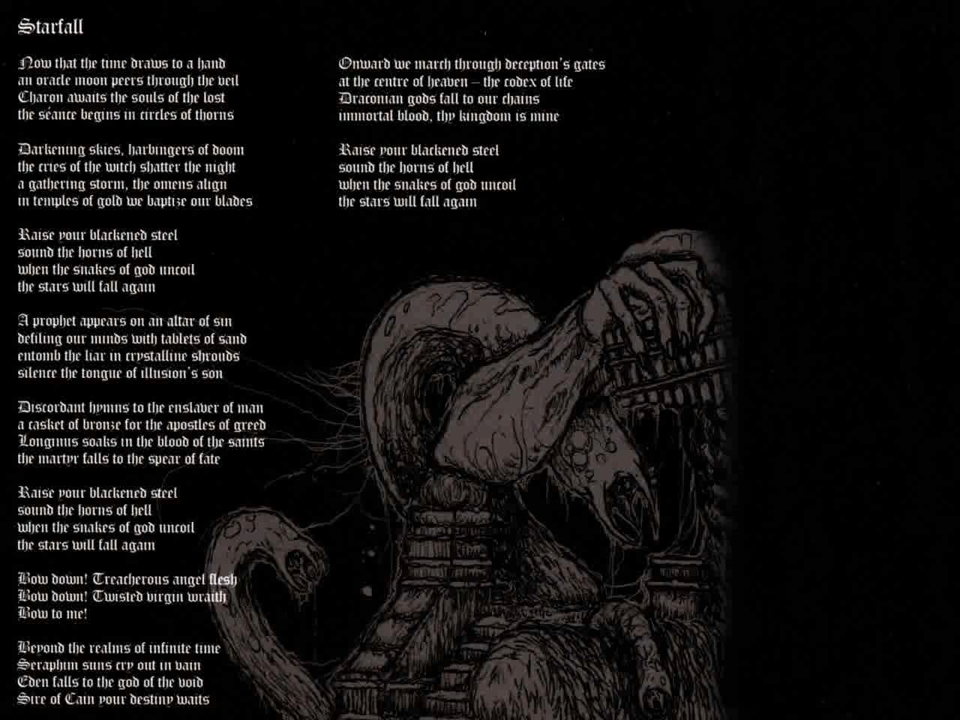 Starfall
Now that the time draws to a hand
an oracle moon peers through the veil
Charon awaits the souls of the lost
the séance begins in circles of thorns
Darkening skies, harbingers of doom
the cries of the witch shatter the night
a gathering storm, the omens align
in temples of gold we baptize our blades
Raise your blackened steel
sound the horns of hell
when the snakes of god uncoil
the stars will fall again
A prophet appears on an altar of sin
defiling our minds with tablets of sand
entomb the liar in crystalline shrouds
silence the tongue of illusion's son
Discordant hymns to the enslaver of man
a casket of bronze for the apostles of greed
Longinus soaks in the blood of the saints
the martyr falls to the spear of fate
Raise your blackened steel
sound the horns of hell
when the snakes of god uncoil
the stars will fall again
Bow down! Treacherous angel flesh
Bow down! Twisted virgin wraith
Bow to me!
Beyond the realms of infinite time
Seraphim suns cry out in vain
Eden falls to the god of the void
Sire of Cain your destiny waits
Onward we march through deception's gates
at the centre of heaven – the codex of life
Draconian gods fall to our chains
immortal blood, thy kingdom is mine
Raise your blackened steel
sound the horns of hell
when the snakes of god uncoil
the stars will fall again